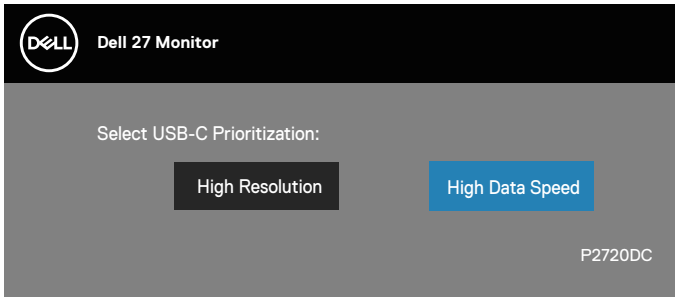 DELL
Dell 27 Monitor
Select USB-C Prioritization:
High Resolution
High Data Speed
P2720DC